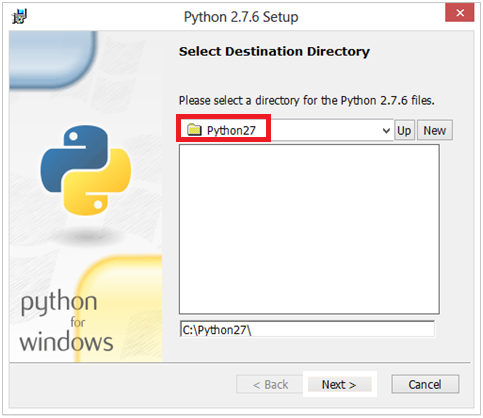 Python 2.7.6 Setup
Select Destination Directory
Please select a directory for the Python 2.7.6 files.
Python27
Up
New
C:\Python27\
python
for
windows
< Back
Next >
Cancel